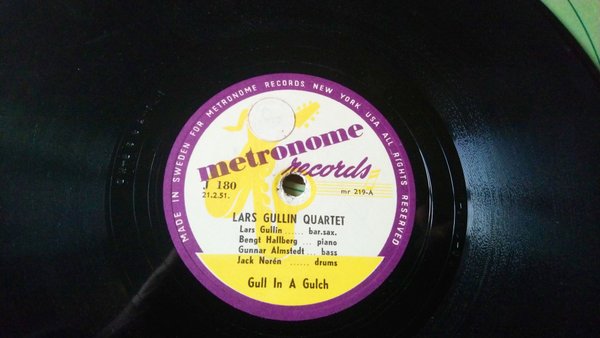 MADE IN SWEDEN FOR METRONOME RECORDS NEW YORK USA ALL RIGHTS RESERVED
metronome
records
J 180
21.2.51.
mr 219-A
LARS GULLIN QUARTET
Lars Gullin ...... bar.sax.
Bengt Hallberg ... piano
Gunnar Almstedt ... bass
Jack Norén ...... drums
Gull In A Gulch